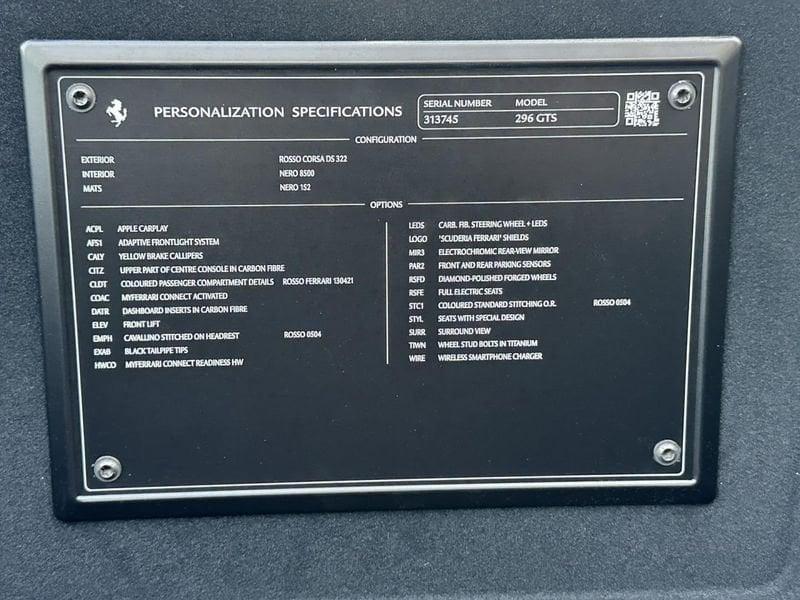 PERSONALIZATION SPECIFICATIONS
SERIAL NUMBER MODEL
313745 296 GTS
CONFIGURATION
EXTERIOR ROSSO CORSA DS 322
INTERIOR NERO 8500
MATS NERO 152
OPTIONS
ACPL APPLE CARPLAY
AFS1 ADAPTIVE FRONTLIGHT SYSTEM
CALY YELLOW BRAKE CALLIPERS
CITZ UPPER PART OF CENTRE CONSOLE IN CARBON FIBRE
CLDT COLOURED PASSENGER COMPARTMENT DETAILS ROSSO FERRARI 130421
COAC MYFERRARI CONNECT ACTIVATED
DATR DASHBOARD INSERTS IN CARBON FIBRE
ELEV FRONT LIFT
EMPH CAVALLINO STITCHED ON HEADREST ROSSO 0504
EXAB BLACK TAILPIPE TIPS
HWCO MYFERRARI CONNECT READINESS HW
LEDS CARB. FIB. STEERING WHEEL + LEDS
LOGO 'SCUDERIA FERRARI' SHIELDS
MIR3 ELECTROCHROMIC REAR-VIEW MIRROR
PAR2 FRONT AND REAR PARKING SENSORS
RSFD DIAMOND-POLISHED FORGED WHEELS
RSFE FULL ELECTRIC SEATS
STC1 COLOURED STANDARD STITCHING O.R. ROSSO 0504
STYL SEATS WITH SPECIAL DESIGN
SURR SURROUND VIEW
TIWN WHEEL STUD BOLTS IN TITANIUM
WIRE WIRELESS SMARTPHONE CHARGER